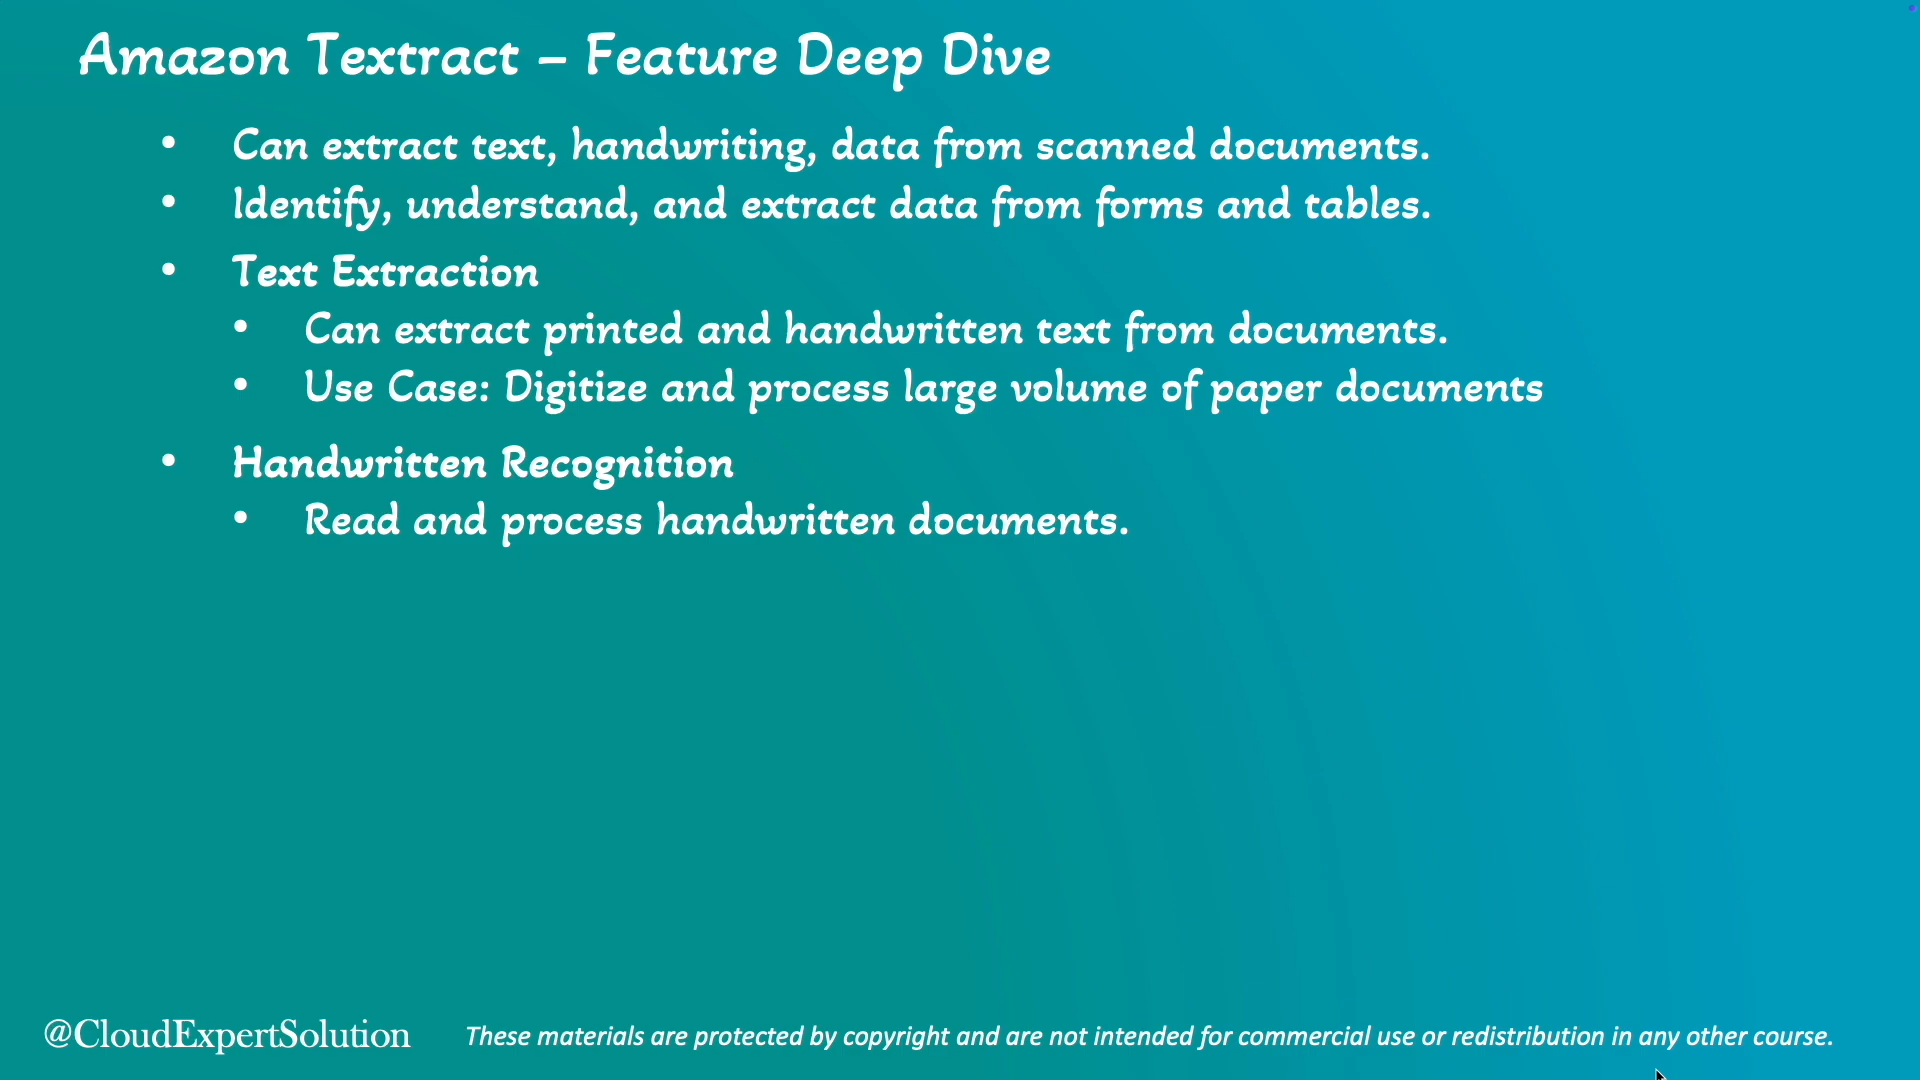 Amazon Textract – Feature Deep Dive
• Can extract text, handwriting, data from scanned documents.
• Identify, understand, and extract data from forms and tables.
• Text Extraction
• Can extract printed and handwritten text from documents.
• Use Case: Digitize and process large volume of paper documents
• Handwritten Recognition
• Read and process handwritten documents.
@CloudExpertSolution These materials are protected by copyright and are not intended for commercial use or redistribution in any other course.